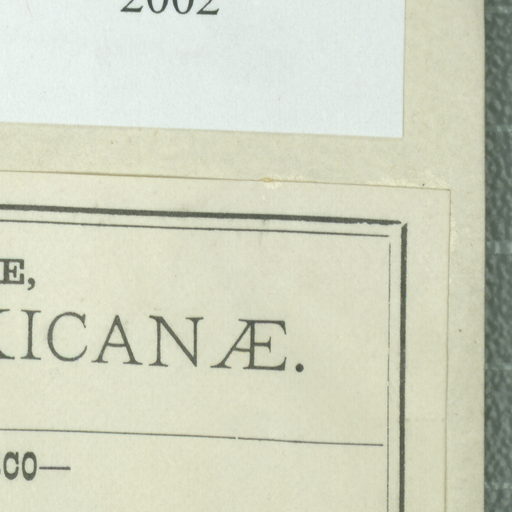 2002
E,
XICANÆ.
CO—